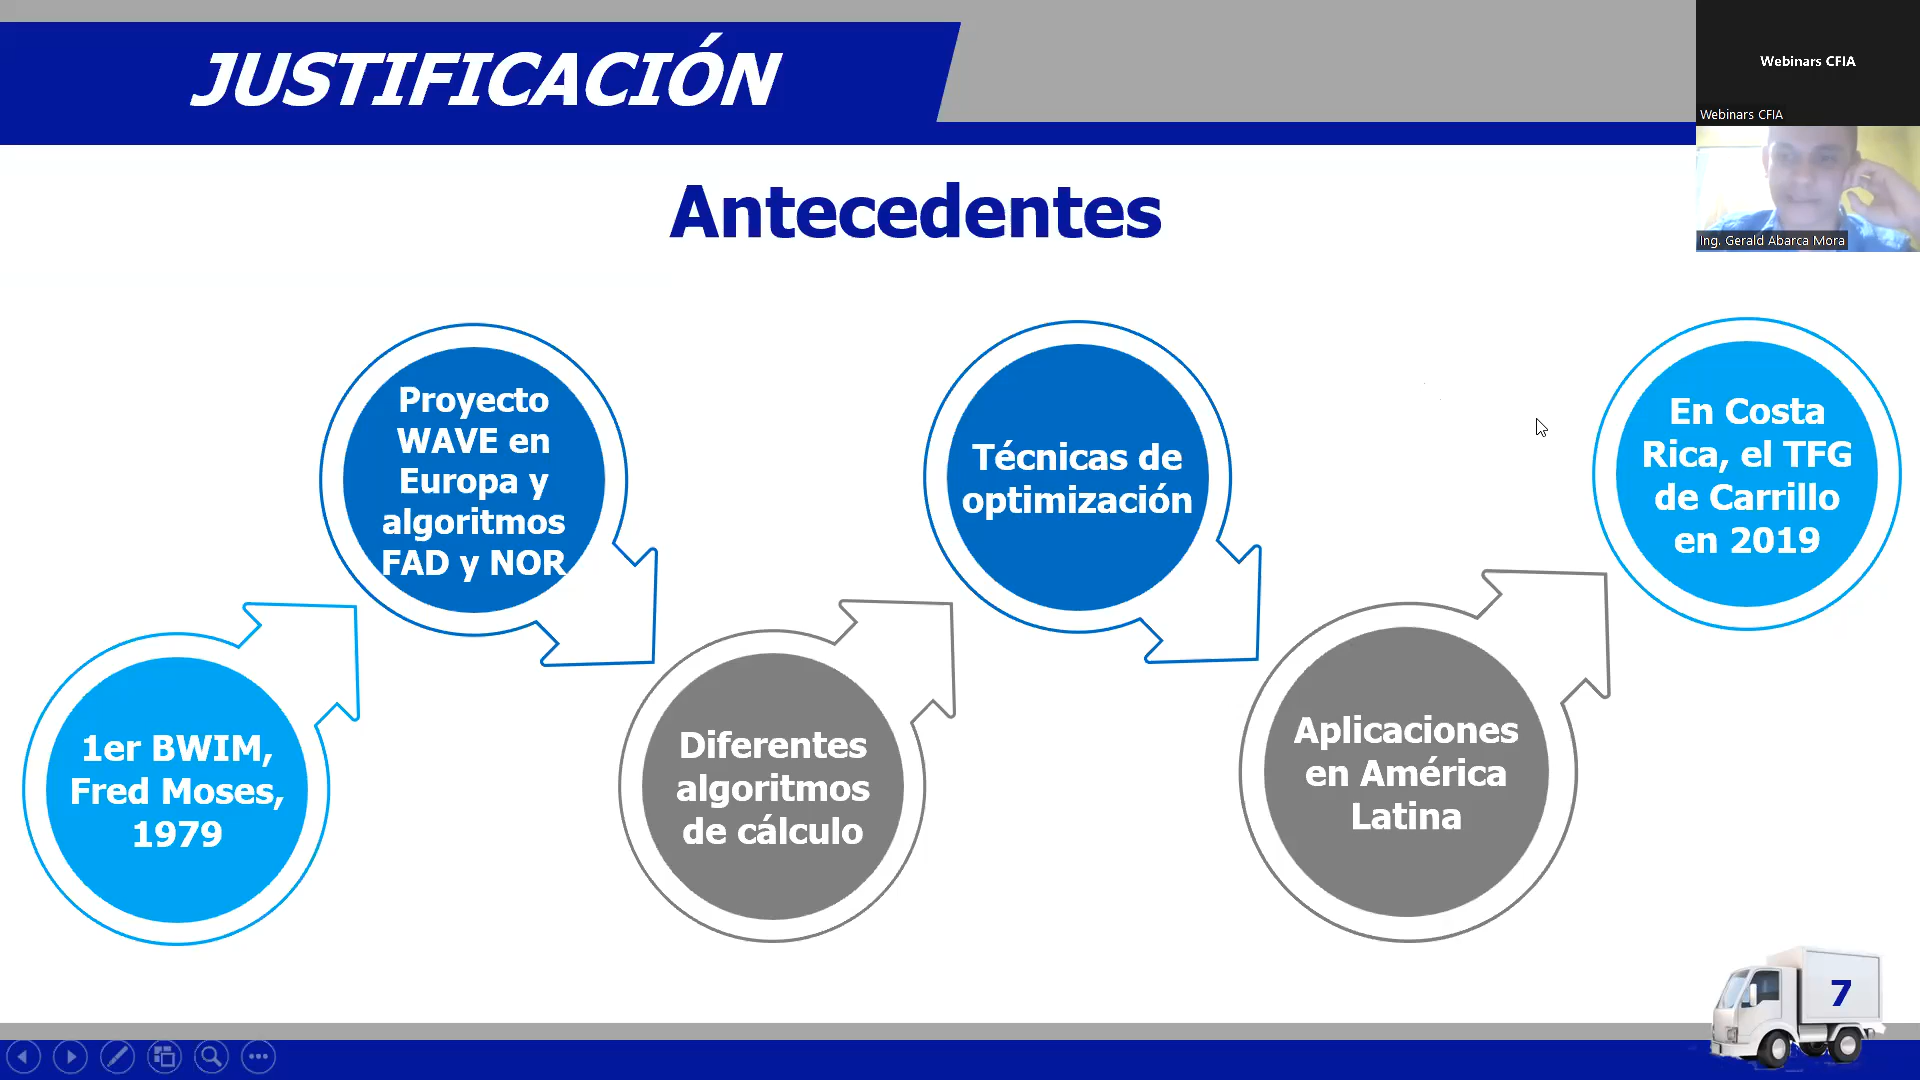 JUSTIFICACIÓN
Webinars CFIA
Webinars CFIA
Ing. Gerald Abarca Mora
Antecedentes
1er BWIM,
Fred Moses,
1979
Proyecto
WAVE en
Europa y
algoritmos
FAD y NOR
Diferentes
algoritmos
de cálculo
Técnicas de
optimización
Aplicaciones
en América
Latina
En Costa
Rica, el TFG
de Carrillo
en 2019
7